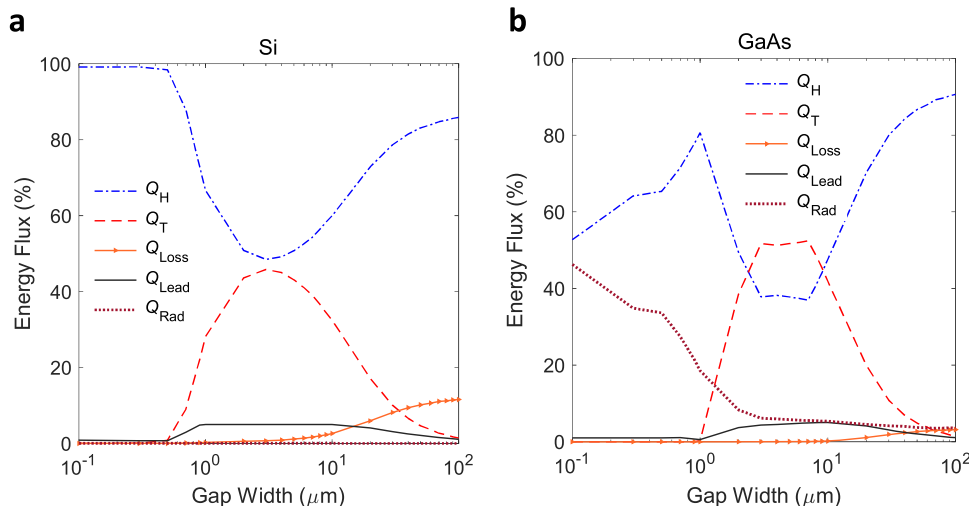 a
Si
100
80
60
40
20
0
Energy Flux (%)
Q_H
Q_T
Q_Loss
Q_Lead
Q_Rad
10^-1
10^0
10^1
10^2
Gap Width (μm)
b
GaAs
100
80
60
40
20
0
Energy Flux (%)
Q_H
Q_T
Q_Loss
Q_Lead
Q_Rad
10^-1
10^0
10^1
10^2
Gap Width (μm)